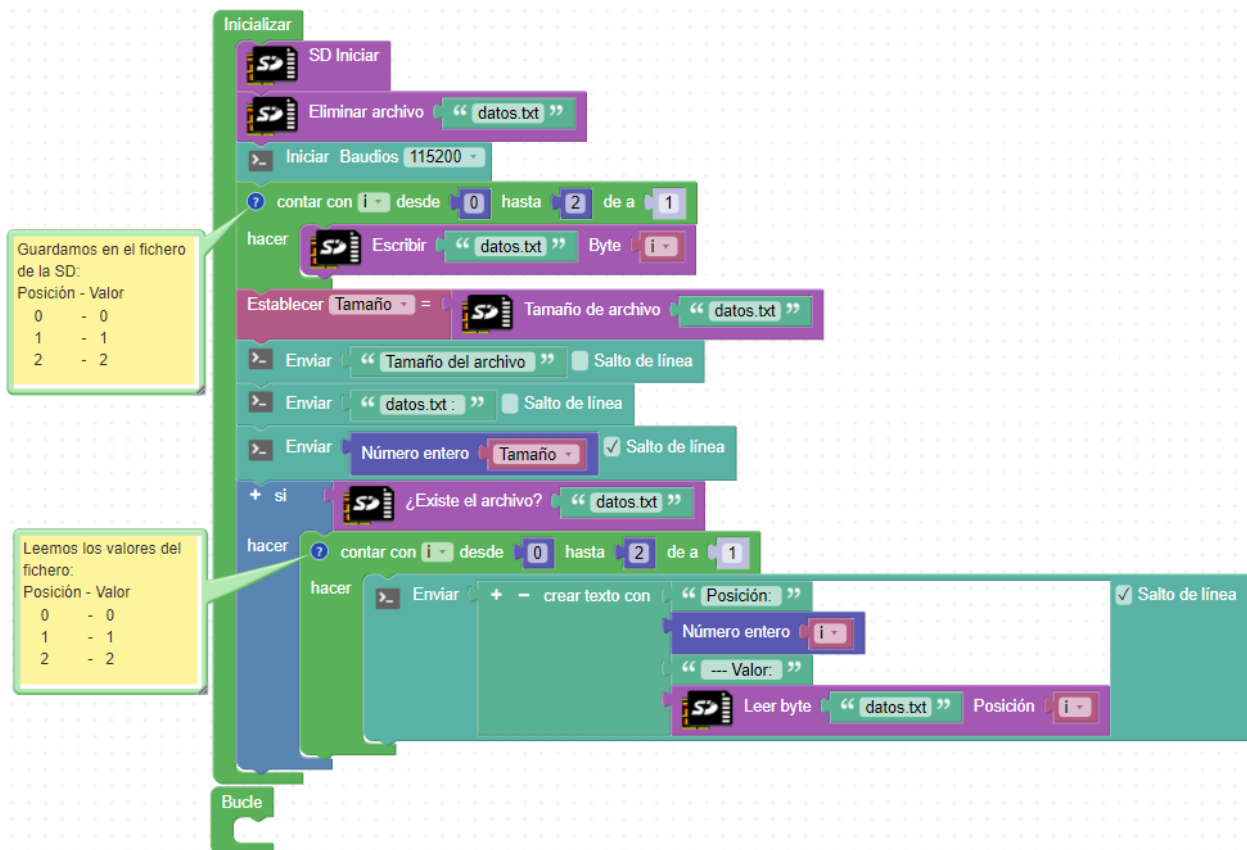 Inicializar
SD Iniciar
Eliminar archivo “ datos.txt ”
Iniciar Baudios 115200
? contar con i desde 0 hasta 2 de a 1
hacer Escribir “ datos.txt ” Byte i
Guardamos en el fichero
de la SD:
Posición - Valor
0 - 0
1 - 1
2 - 2
Establecer Tamaño = Tamaño de archivo “ datos.txt ”
Enviar “ Tamaño del archivo ” Salto de línea
Enviar “ datos.txt : ” Salto de línea
Enviar Número entero Tamaño ✓ Salto de línea
+ si ¿Existe el archivo? “ datos.txt ”
hacer ? contar con i desde 0 hasta 2 de a 1
Leemos los valores del
fichero:
Posición - Valor
0 - 0
1 - 1
2 - 2
hacer Enviar + − crear texto con “ Posición: ” ✓ Salto de línea
Número entero i
“ --- Valor: ”
Leer byte “ datos.txt ” Posición i
Bucle